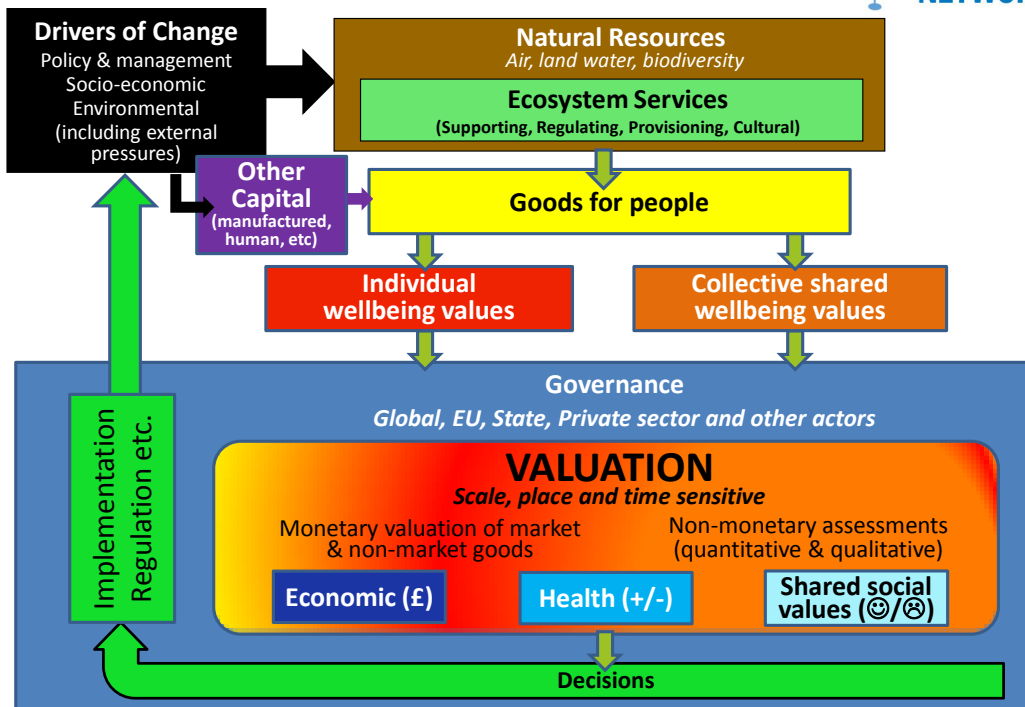 NETWOR
Drivers of Change
Policy & management
Socio-economic
Environmental
(including external
pressures)
Natural Resources
Air, land water, biodiversity
Ecosystem Services
(Supporting, Regulating, Provisioning, Cultural)
Other
Capital
(manufactured,
human, etc)
Goods for people
Individual
wellbeing values
Collective shared
wellbeing values
Governance
Global, EU, State, Private sector and other actors
Implementation
Regulation etc.
VALUATION
Scale, place and time sensitive
Monetary valuation of market
& non-market goods
Non-monetary assessments
(quantitative & qualitative)
Economic (£)
Health (+/-)
Shared social
values (☺/☹)
Decisions